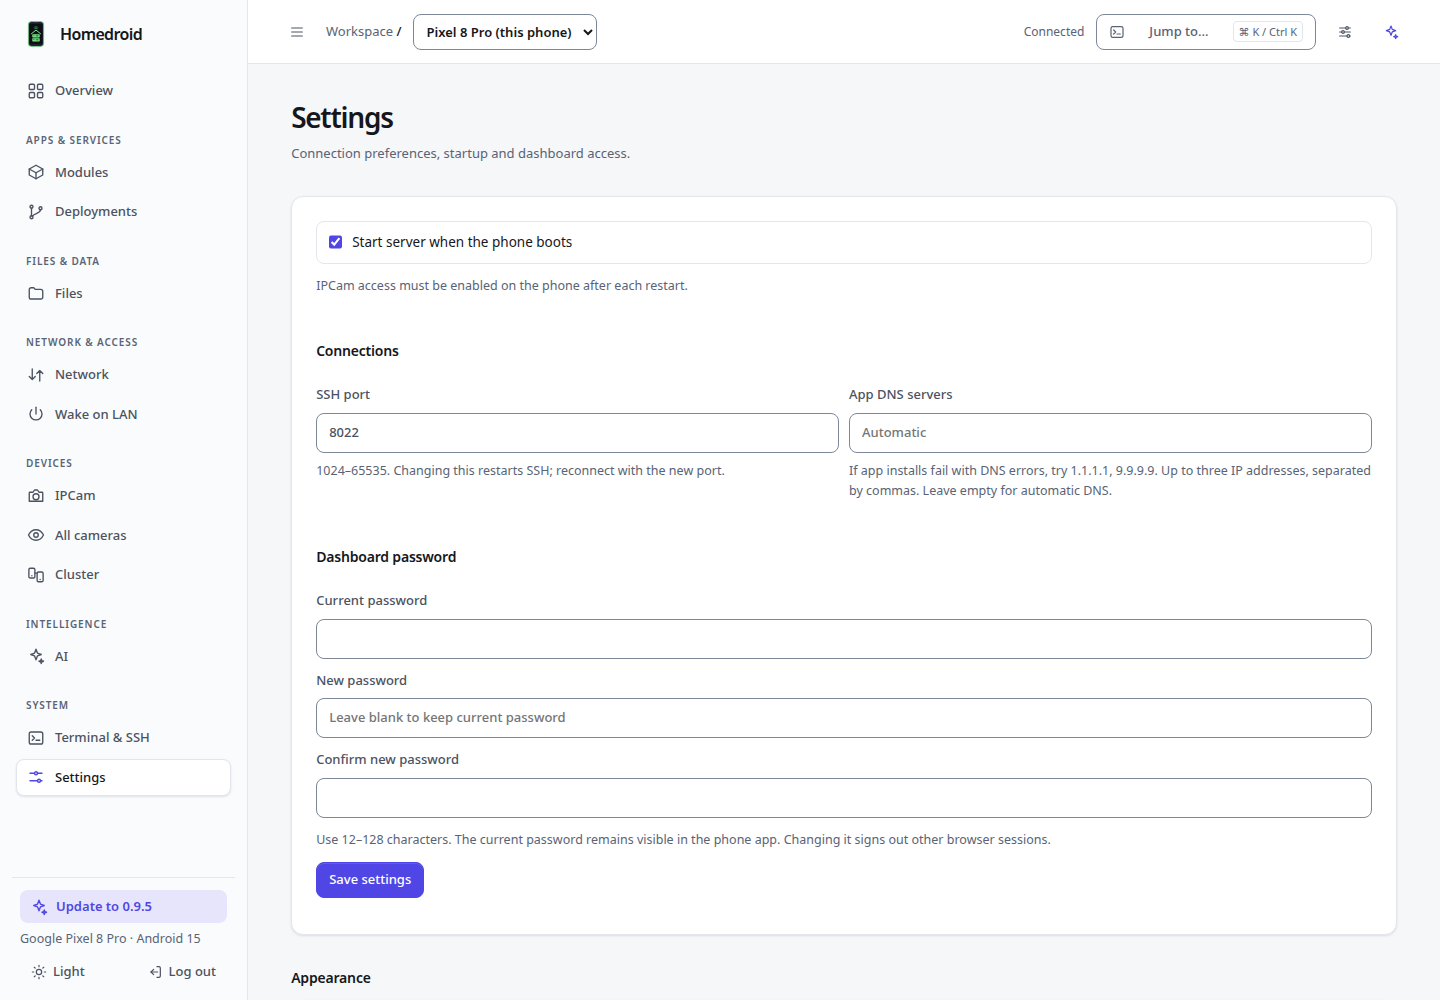 Homedroid
Overview
APPS & SERVICES
Modules
Deployments
FILES & DATA
Files
NETWORK & ACCESS
Network
Wake on LAN
DEVICES
IPCam
All cameras
Cluster
INTELLIGENCE
AI
SYSTEM
Terminal & SSH
Settings
Update to 0.9.5
Google Pixel 8 Pro · Android 15
Light
Log out
Workspace /
Pixel 8 Pro (this phone)
Connected
Jump to...
⌘ K / Ctrl K
Settings
Connection preferences, startup and dashboard access.
Start server when the phone boots
IPCam access must be enabled on the phone after each restart.
Connections
SSH port
8022
1024–65535. Changing this restarts SSH; reconnect with the new port.
App DNS servers
Automatic
If app installs fail with DNS errors, try 1.1.1.1, 9.9.9.9. Up to three IP addresses, separated
by commas. Leave empty for automatic DNS.
Dashboard password
Current password
New password
Leave blank to keep current password
Confirm new password
Use 12–128 characters. The current password remains visible in the phone app. Changing it signs out other browser sessions.
Save settings
Appearance